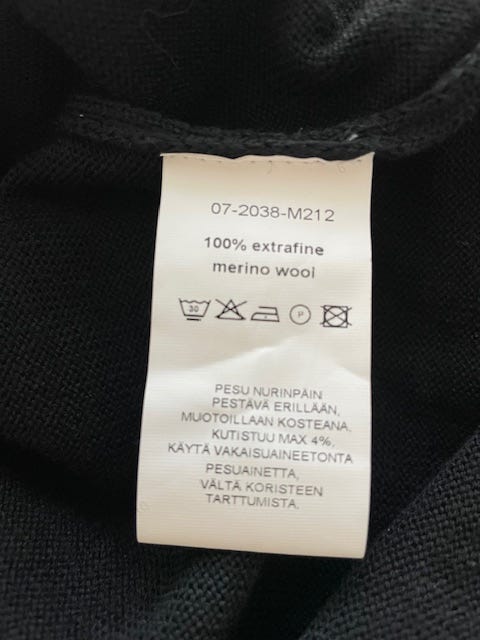 07-2038-M212
100% extrafine
merino wool
30 P
PESU NURINPÄIN
PESTÄVÄ ERILLÄÄN,
MUOTOILLAAN KOSTEANA,
KUTISTUU MAX 4%,
KÄYTÄ VAKAISUAINEETONTA
PESUAINETTA,
VÄLTÄ KORISTEEN
TARTTUMISTA,